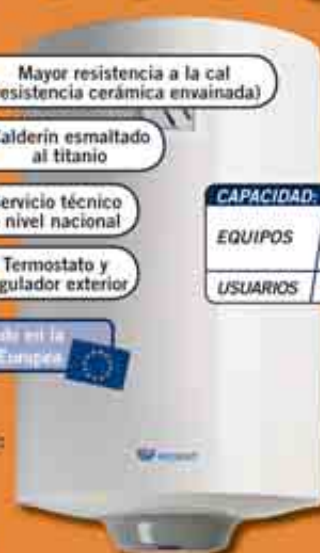 Mayor resistencia a la cal
esistencia cerámica envainada)
alderín esmaltado
al titanio
ervicio técnico
nivel nacional
Termostato y
gulador exterior
en la
Europea
CAPACIDAD:
EQUIPOS
USUARIOS